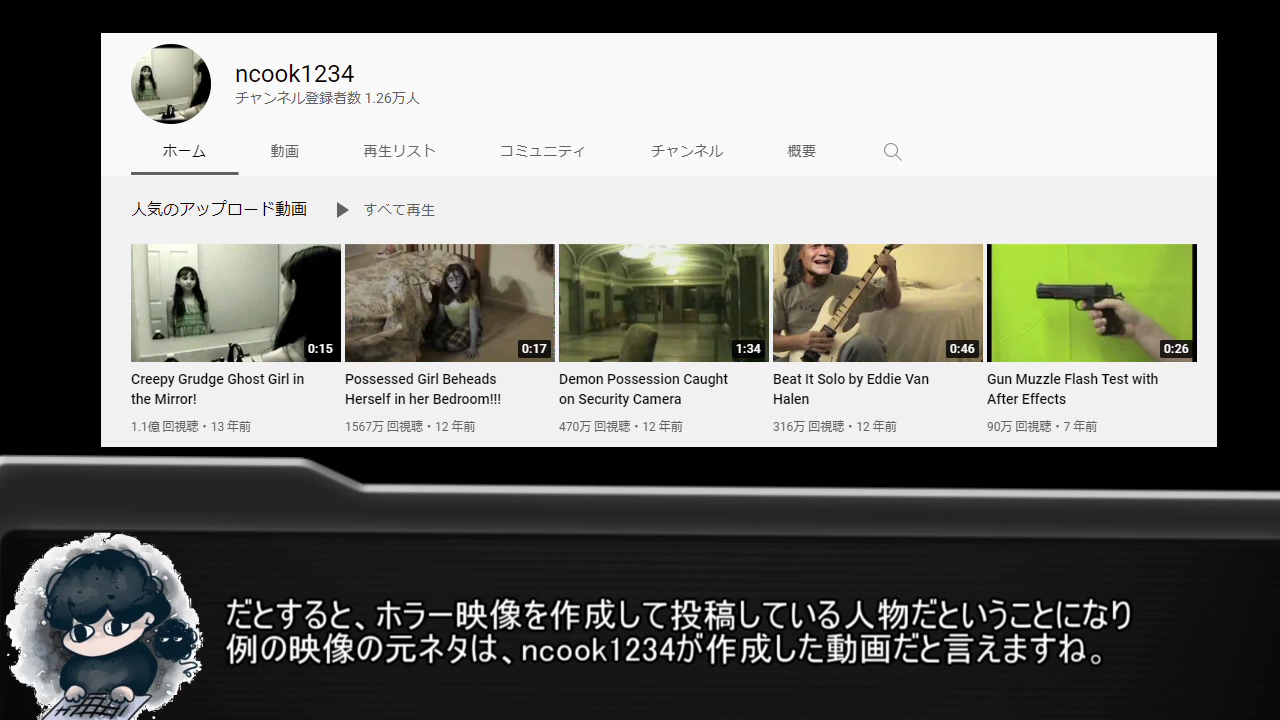 ncook1234
チャンネル登録者数 1.26万人
ホーム 動画 再生リスト コミュニティ チャンネル 概要
人気のアップロード動画 すべて再生
0:15 0:17 1:34 0:46 0:26
Creepy Grudge Ghost Girl in
the Mirror!
1.1億 回視聴・13 年前
Possessed Girl Beheads
Herself in her Bedroom!!!
1567万 回視聴・12 年前
Demon Possession Caught
on Security Camera
470万 回視聴・12 年前
Beat It Solo by Eddie Van
Halen
316万 回視聴・12 年前
Gun Muzzle Flash Test with
After Effects
90万 回視聴・7 年前
だとすると、ホラー映像を作成して投稿している人物だということになり
例の映像の元ネタは、ncook1234が作成した動画だと言えますね。